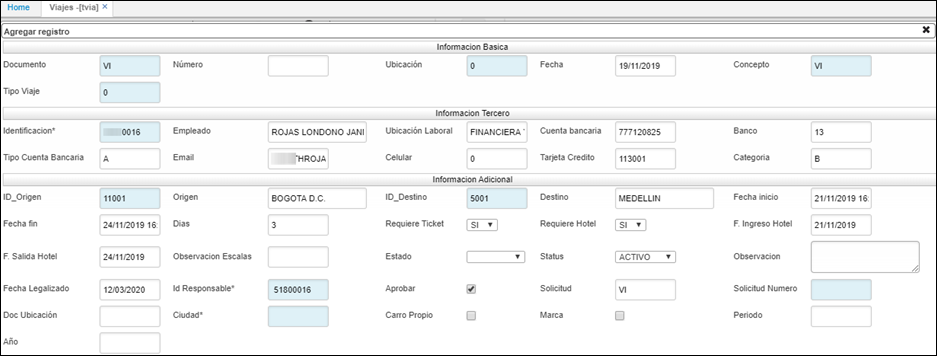 Home Viajes -[tvia] ✕
Agregar registro ✖
Informacion Basica
Documento VI Número Ubicación 0 Fecha 19/11/2019 Concepto VI
Tipo Viaje 0
Informacion Tercero
Identificacion* 0016 Empleado ROJAS LONDONO JANI Ubicación Laboral FINANCIERA Cuenta bancaria 777120825 Banco 13
Tipo Cuenta Bancaria A Email HROJA Celular 0 Tarjeta Credito 113001 Categoria B
Informacion Adicional
ID_Origen 11001 Origen BOGOTA D.C. ID_Destino 5001 Destino MEDELLIN Fecha inicio 21/11/2019 16:
Fecha fin 24/11/2019 16: Dias 3 Requiere Ticket SI Requiere Hotel SI F. Ingreso Hotel 21/11/2019
F. Salida Hotel 24/11/2019 Observacion Escalas Estado Status ACTIVO Observacion
Fecha Legalizado 12/03/2020 Id Responsable* 51800016 Aprobar Solicitud VI Solicitud Numero
Doc Ubicación Ciudad* Carro Propio Marca Periodo
Año